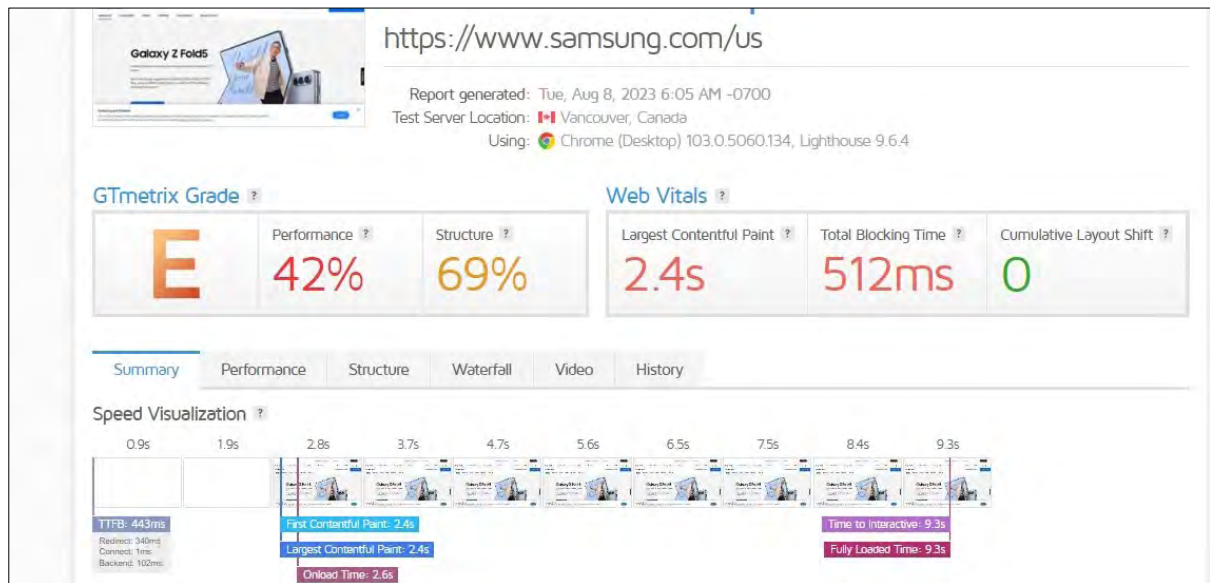 Galaxy Z Fold5
https://www.samsung.com/us
Report generated: Tue, Aug 8, 2023 6:05 AM -0700
Test Server Location: Vancouver, Canada
Using: Chrome (Desktop) 103.0.5060.134, Lighthouse 9.6.4
GTmetrix Grade ?
Web Vitals ?
E
Performance ?
42%
Structure ?
69%
Largest Contentful Paint ?
2.4s
Total Blocking Time ?
512ms
Cumulative Layout Shift ?
0
Summary Performance Structure Waterfall Video History
Speed Visualization ?
0.9s 1.9s 2.8s 3.7s 4.7s 5.6s 6.5s 7.5s 8.4s 9.3s
TTFB: 443ms
Redirect: 340ms
Connect: 1ms
Backend: 102ms
First Contentful Paint: 2.4s
Largest Contentful Paint: 2.4s
Onload Time: 2.6s
Time to Interactive: 9.3s
Fully Loaded Time: 9.3s